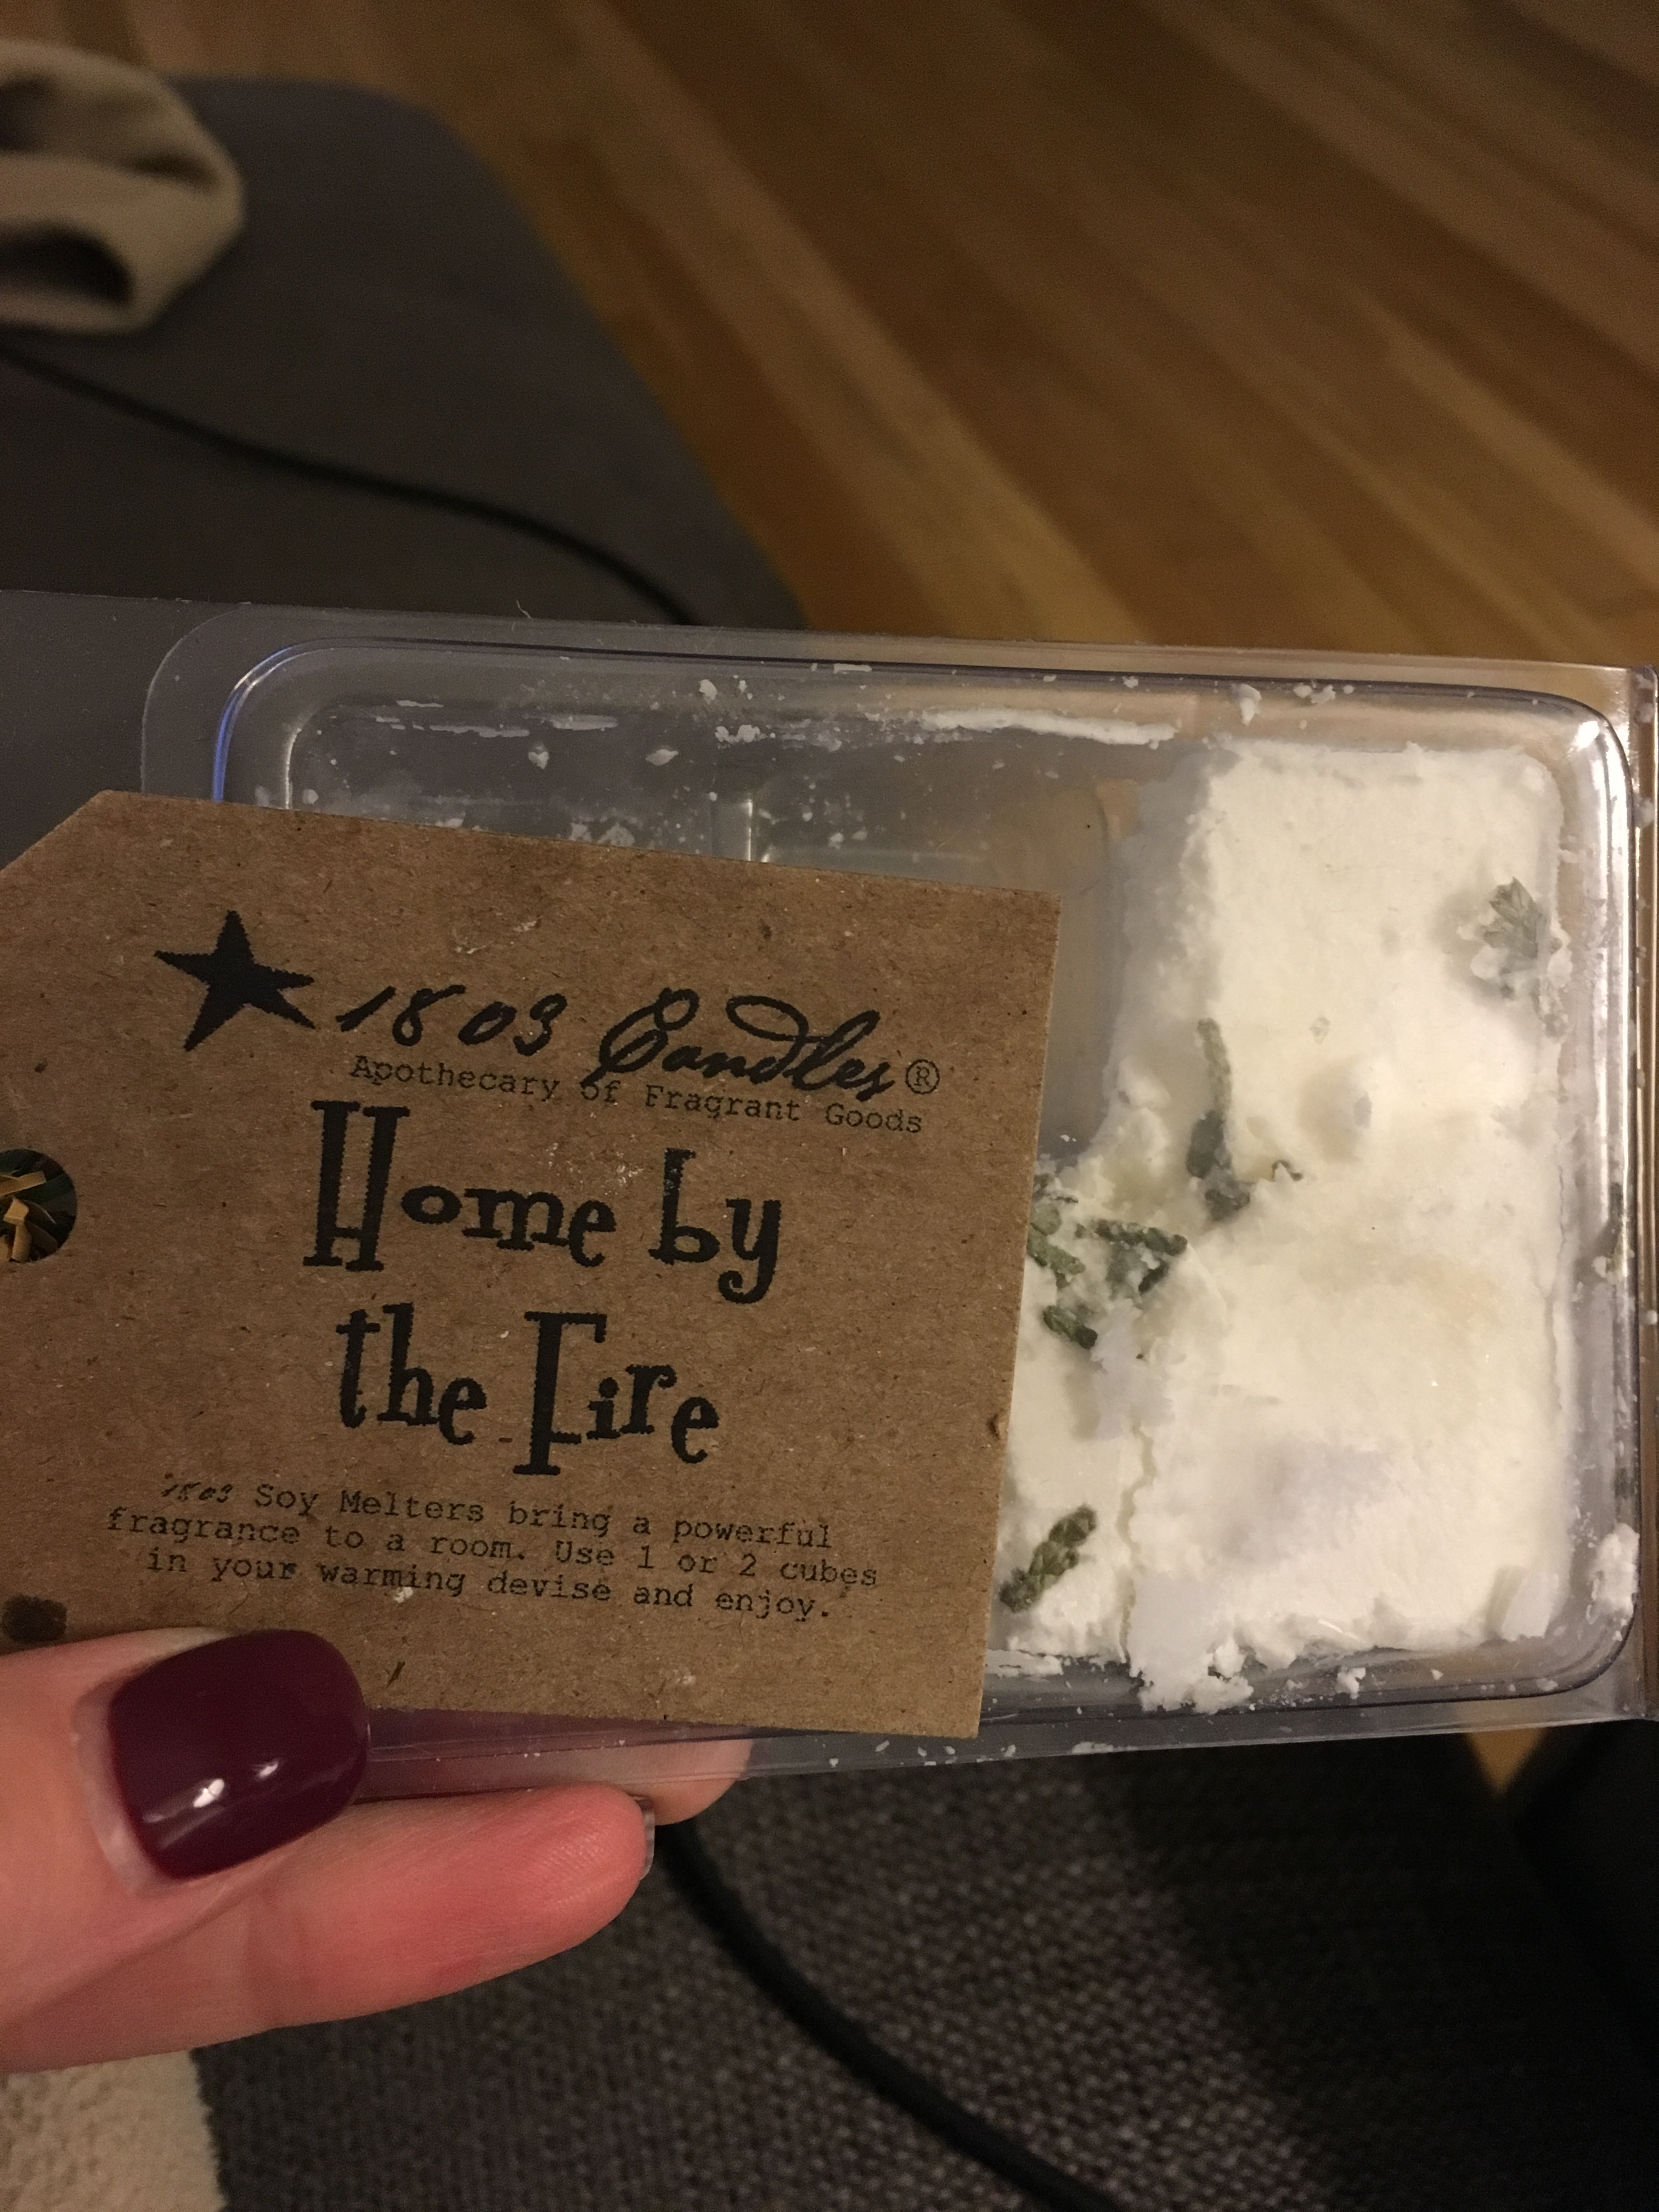 1803 Candles®
Apothecary of Fragrant Goods
Home by
the Fire
1803 Soy Melters bring a powerful
fragrance to a room. Use 1 or 2 cubes
in your warming devise and enjoy.